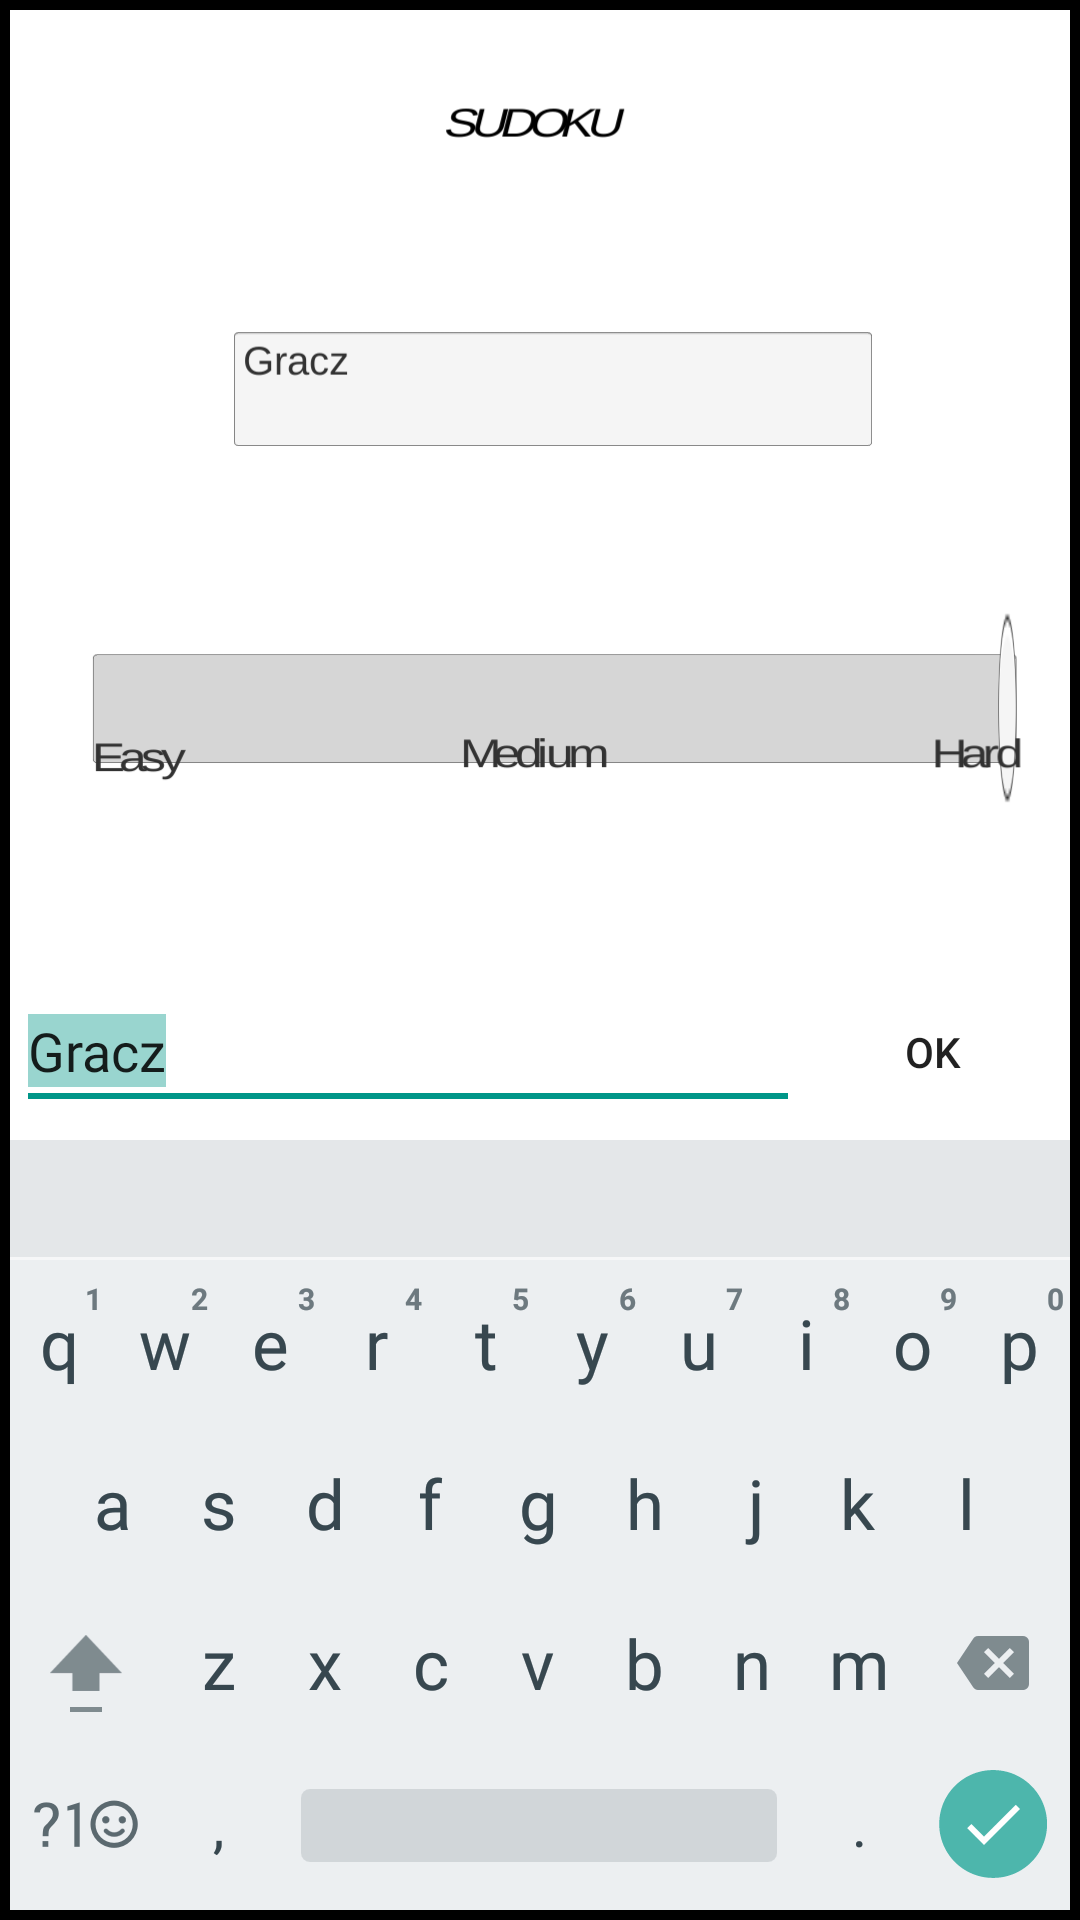 SUDOKU
Gracz
Easy Medium Hard
Gracz OK
1 2 3 4 5 6 7 8 9 0
q w e r t y u i o p
a s d f g h j k l
z x c v b n m
?1☺ , .